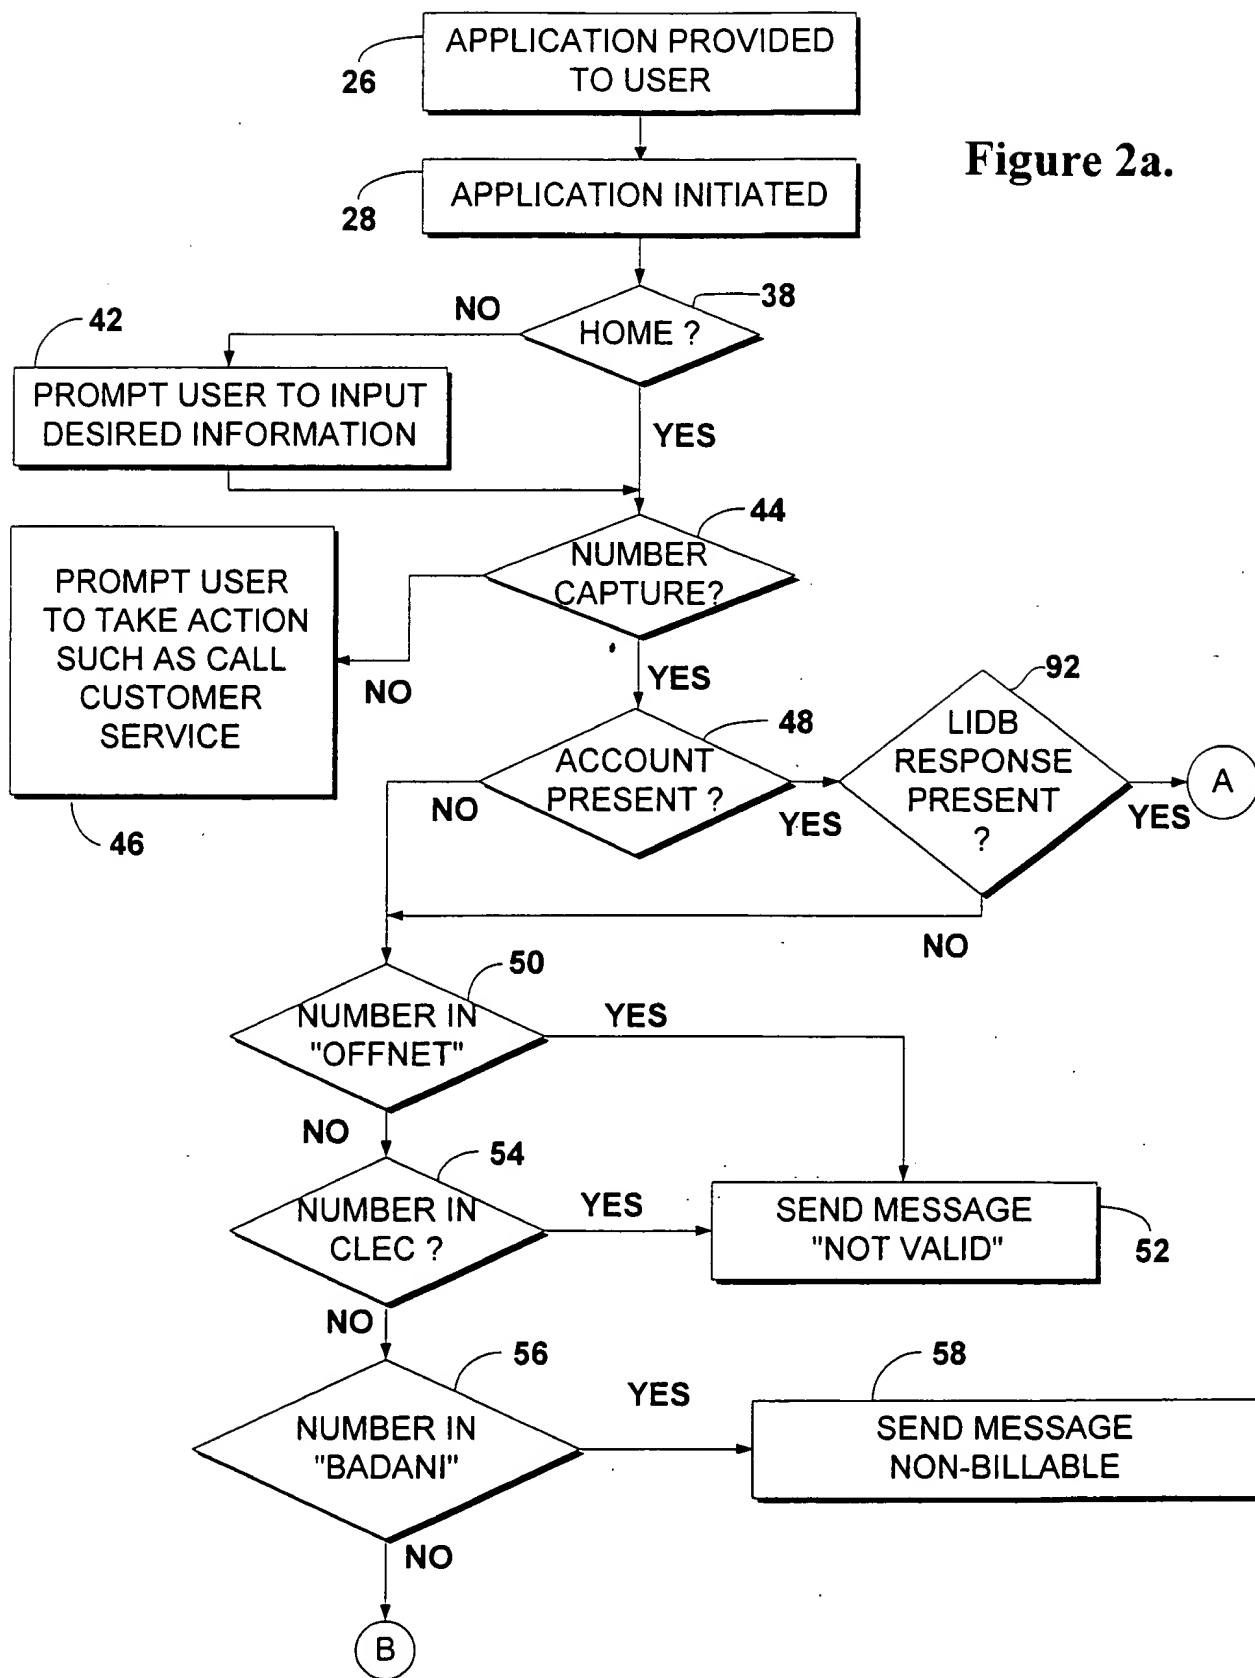 APPLICATION PROVIDED
TO USER
26
Figure 2a.
APPLICATION INITIATED
28
38
NO
HOME ?
42
PROMPT USER TO INPUT
DESIRED INFORMATION
YES
44
NUMBER
CAPTURE?
PROMPT USER
TO TAKE ACTION
SUCH AS CALL
CUSTOMER
SERVICE
NO
46
YES
48
ACCOUNT
PRESENT ?
NO
YES
92
LIDB
RESPONSE
PRESENT
?
YES
A
NO
50
NUMBER IN
"OFFNET"
YES
NO
54
NUMBER IN
CLEC ?
YES
SEND MESSAGE
"NOT VALID"
52
NO
56
NUMBER IN
"BADANI"
YES
58
SEND MESSAGE
NON-BILLABLE
NO
B